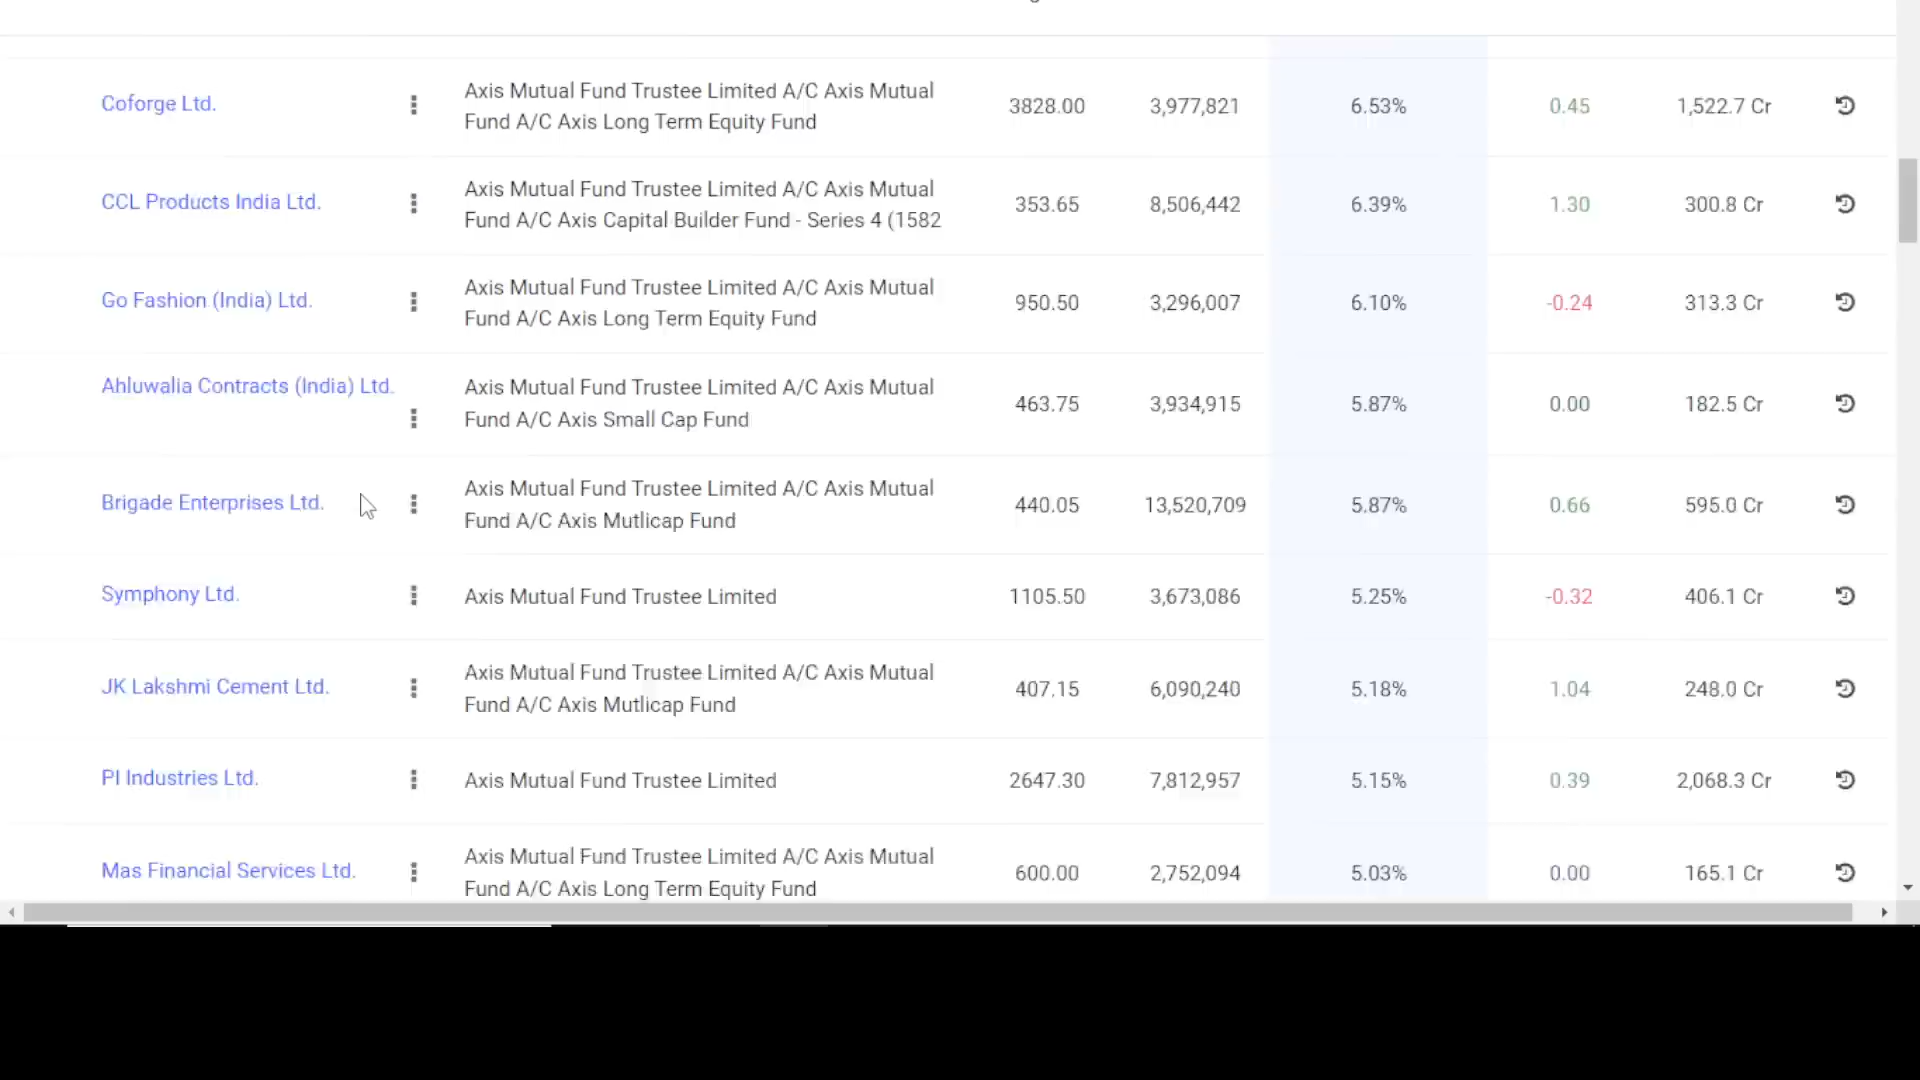 Coforge Ltd.
Axis Mutual Fund Trustee Limited A/C Axis Mutual
Fund A/C Axis Long Term Equity Fund
3828.00
3,977,821
6.53%
0.45
1,522.7 Cr
CCL Products India Ltd.
Axis Mutual Fund Trustee Limited A/C Axis Mutual
Fund A/C Axis Capital Builder Fund - Series 4 (1582
353.65
8,506,442
6.39%
1.30
300.8 Cr
Go Fashion (India) Ltd.
Axis Mutual Fund Trustee Limited A/C Axis Mutual
Fund A/C Axis Long Term Equity Fund
950.50
3,296,007
6.10%
-0.24
313.3 Cr
Ahluwalia Contracts (India) Ltd.
Axis Mutual Fund Trustee Limited A/C Axis Mutual
Fund A/C Axis Small Cap Fund
463.75
3,934,915
5.87%
0.00
182.5 Cr
Brigade Enterprises Ltd.
Axis Mutual Fund Trustee Limited A/C Axis Mutual
Fund A/C Axis Mutlicap Fund
440.05
13,520,709
5.87%
0.66
595.0 Cr
Symphony Ltd.
Axis Mutual Fund Trustee Limited
1105.50
3,673,086
5.25%
-0.32
406.1 Cr
JK Lakshmi Cement Ltd.
Axis Mutual Fund Trustee Limited A/C Axis Mutual
Fund A/C Axis Mutlicap Fund
407.15
6,090,240
5.18%
1.04
248.0 Cr
PI Industries Ltd.
Axis Mutual Fund Trustee Limited
2647.30
7,812,957
5.15%
0.39
2,068.3 Cr
Mas Financial Services Ltd.
Axis Mutual Fund Trustee Limited A/C Axis Mutual
Fund A/C Axis Long Term Equity Fund
600.00
2,752,094
5.03%
0.00
165.1 Cr